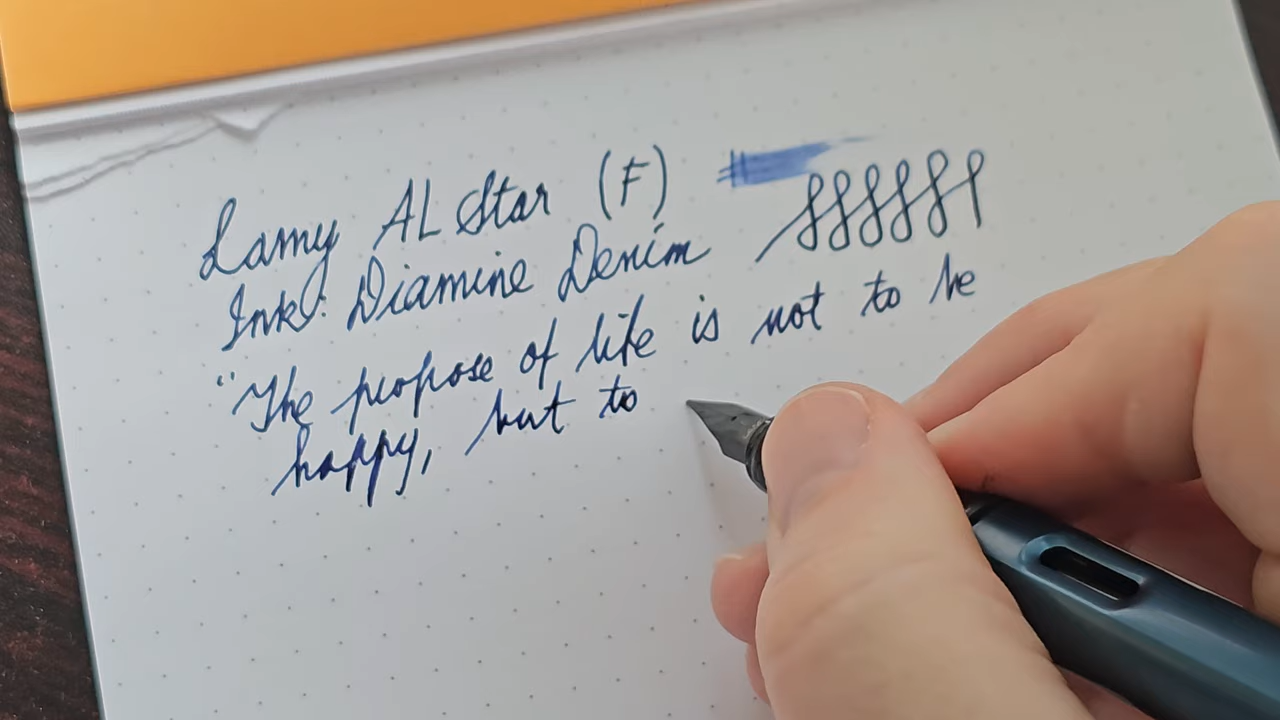 Lamy AL Star (F)
Ink: Diamine Denim
"The propose of life is not to be
happy, but to